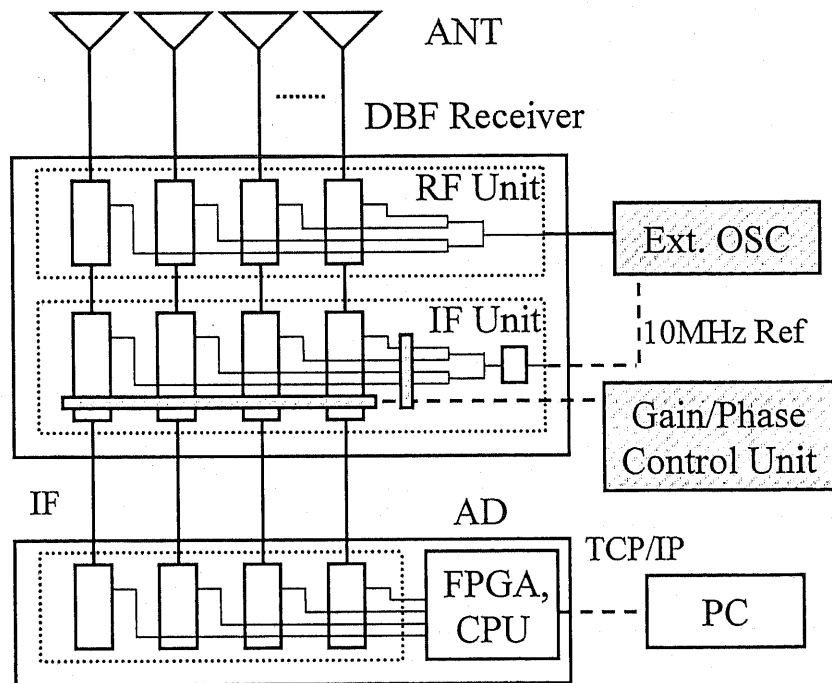 ANT
DBF Receiver
RF Unit
Ext. OSC
IF Unit
10MHz Ref
Gain/Phase
Control Unit
IF
AD
TCP/IP
FPGA,
CPU
PC